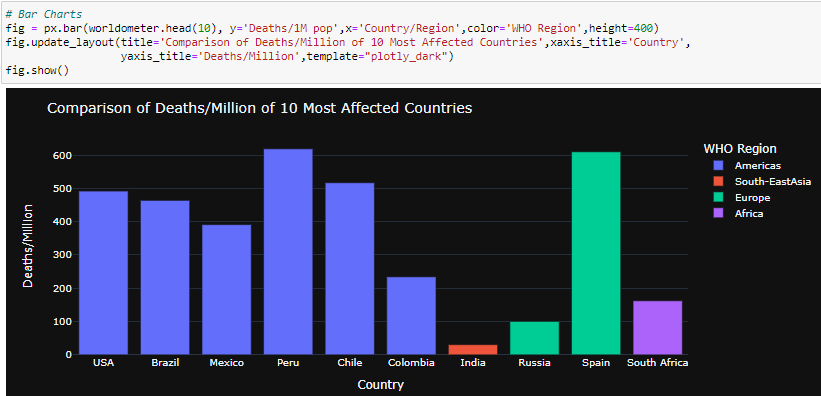 # Bar Charts
fig = px.bar(worldometer.head(10), y='Deaths/1M pop',x='Country/Region',color='WHO Region',height=400)
fig.update_layout(title='Comparison of Deaths/Million of 10 Most Affected Countries',xaxis_title='Country',
yaxis_title='Deaths/Million',template="plotly_dark")
fig.show()
Comparison of Deaths/Million of 10 Most Affected Countries
WHO Region
Americas
South-EastAsia
Europe
Africa
Deaths/Million
600
500
400
300
200
100
0
USA Brazil Mexico Peru Chile Colombia India Russia Spain South Africa
Country